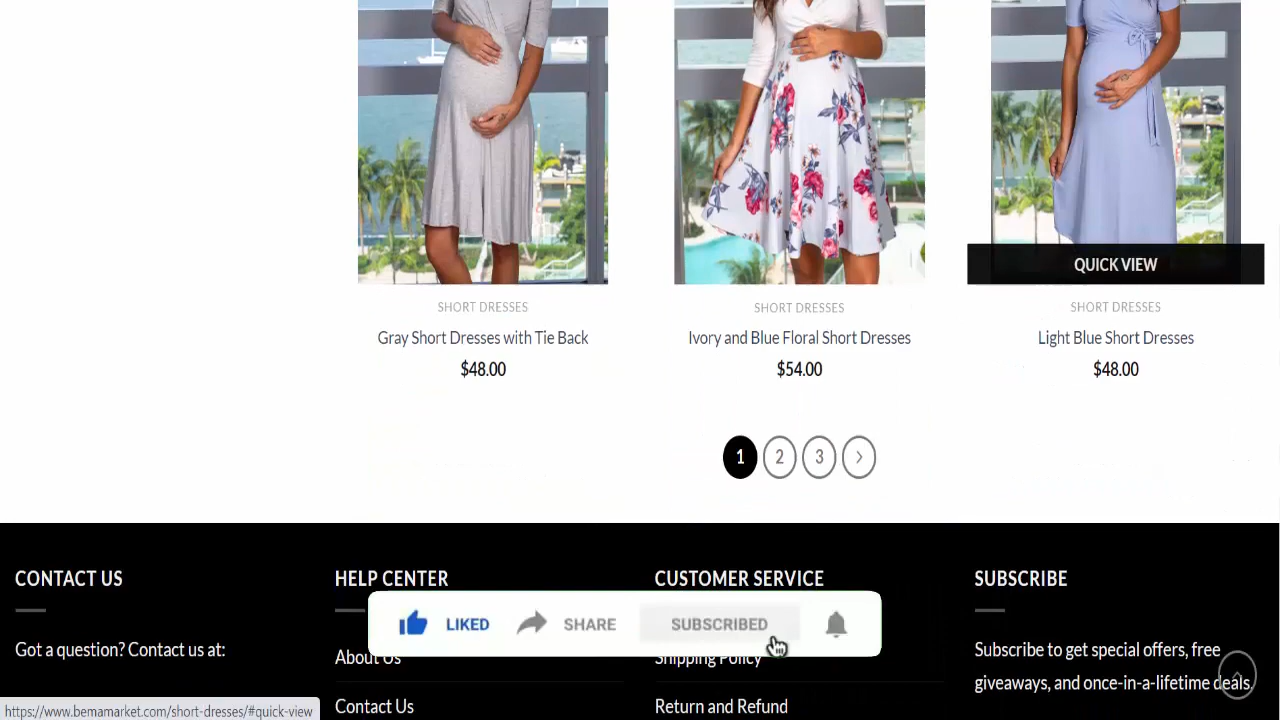 QUICK VIEW
SHORT DRESSES
SHORT DRESSES
SHORT DRESSES
Gray Short Dresses with Tie Back
Ivory and Blue Floral Short Dresses
Light Blue Short Dresses
$48.00
$54.00
$48.00
1
2
3
CONTACT US
HELP CENTER
CUSTOMER SERVICE
SUBSCRIBE
LIKED
SHARE
SUBSCRIBED
Got a question? Contact us at:
About Us
Shipping Policy
Subscribe to get special offers, free
giveaways, and once-in-a-lifetime deals.
Contact Us
Return and Refund
https://www.bemamarket.com/short-dresses/#quick-view